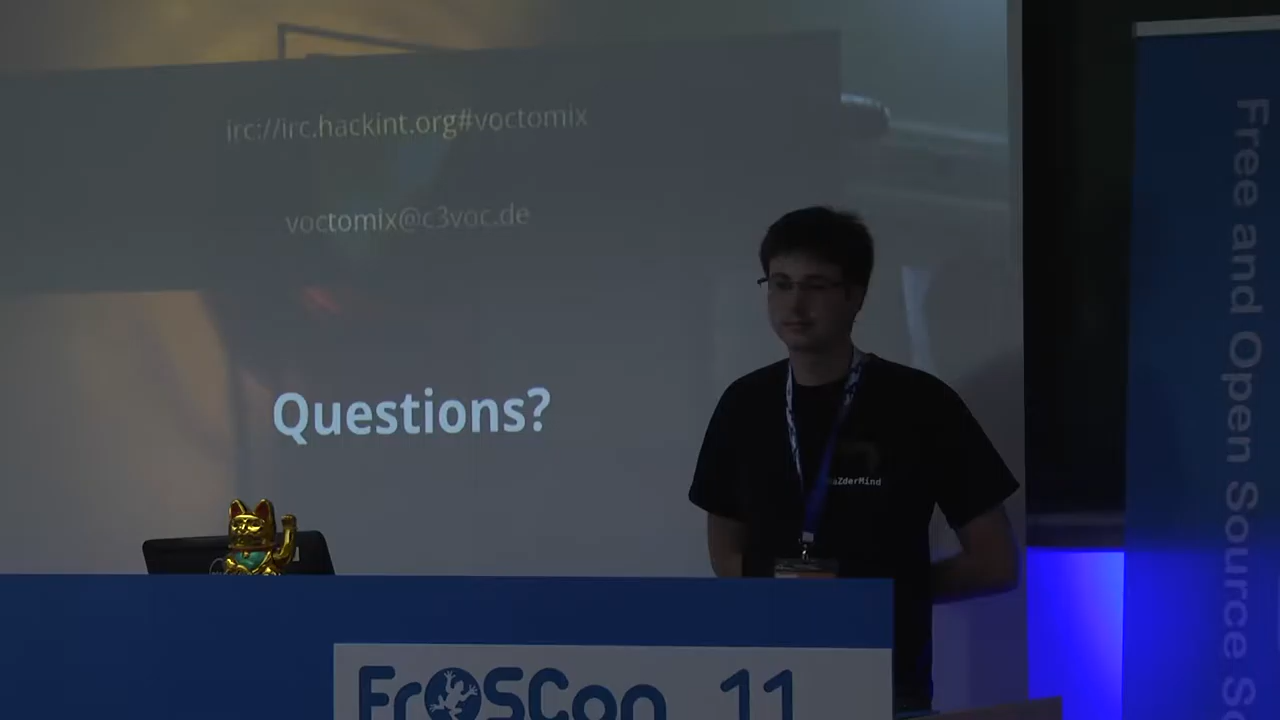 irc://irc.hackint.org#voctomix
voctomix@c3voc.de
Questions?
FrOSCon 11
Free and Open Source